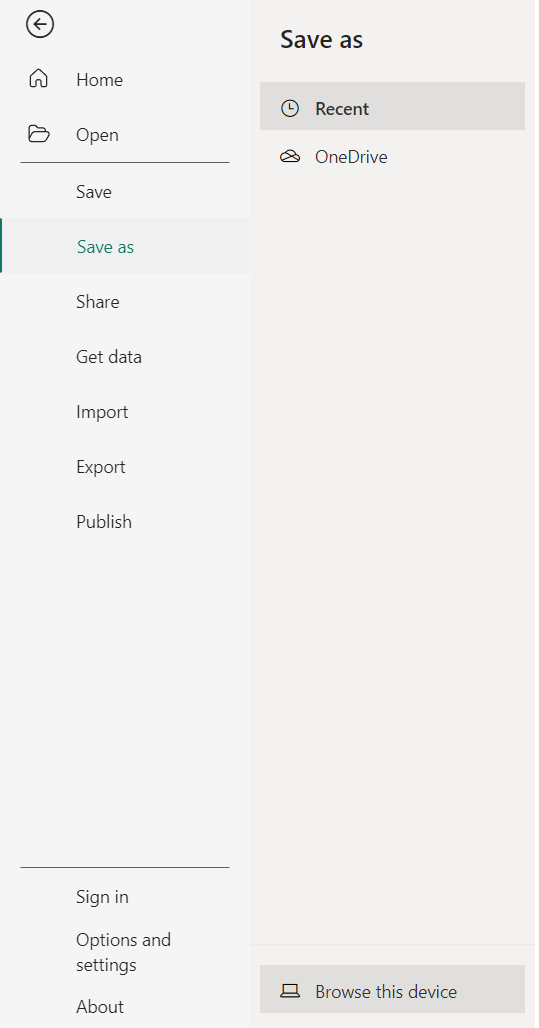 Home
Open
Save
Save as
Share
Get data
Import
Export
Publish
Sign in
Options and
settings
About
Save as
Recent
OneDrive
Browse this device